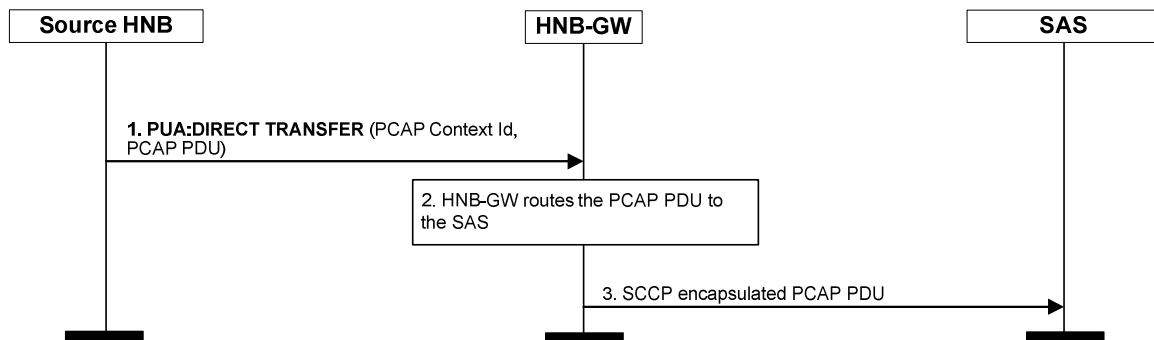 Source HNB
HNB-GW
SAS
1. PUA:DIRECT TRANSFER (PCAP Context Id,
PCAP PDU)
2. HNB-GW routes the PCAP PDU to
the SAS
3. SCCP encapsulated PCAP PDU